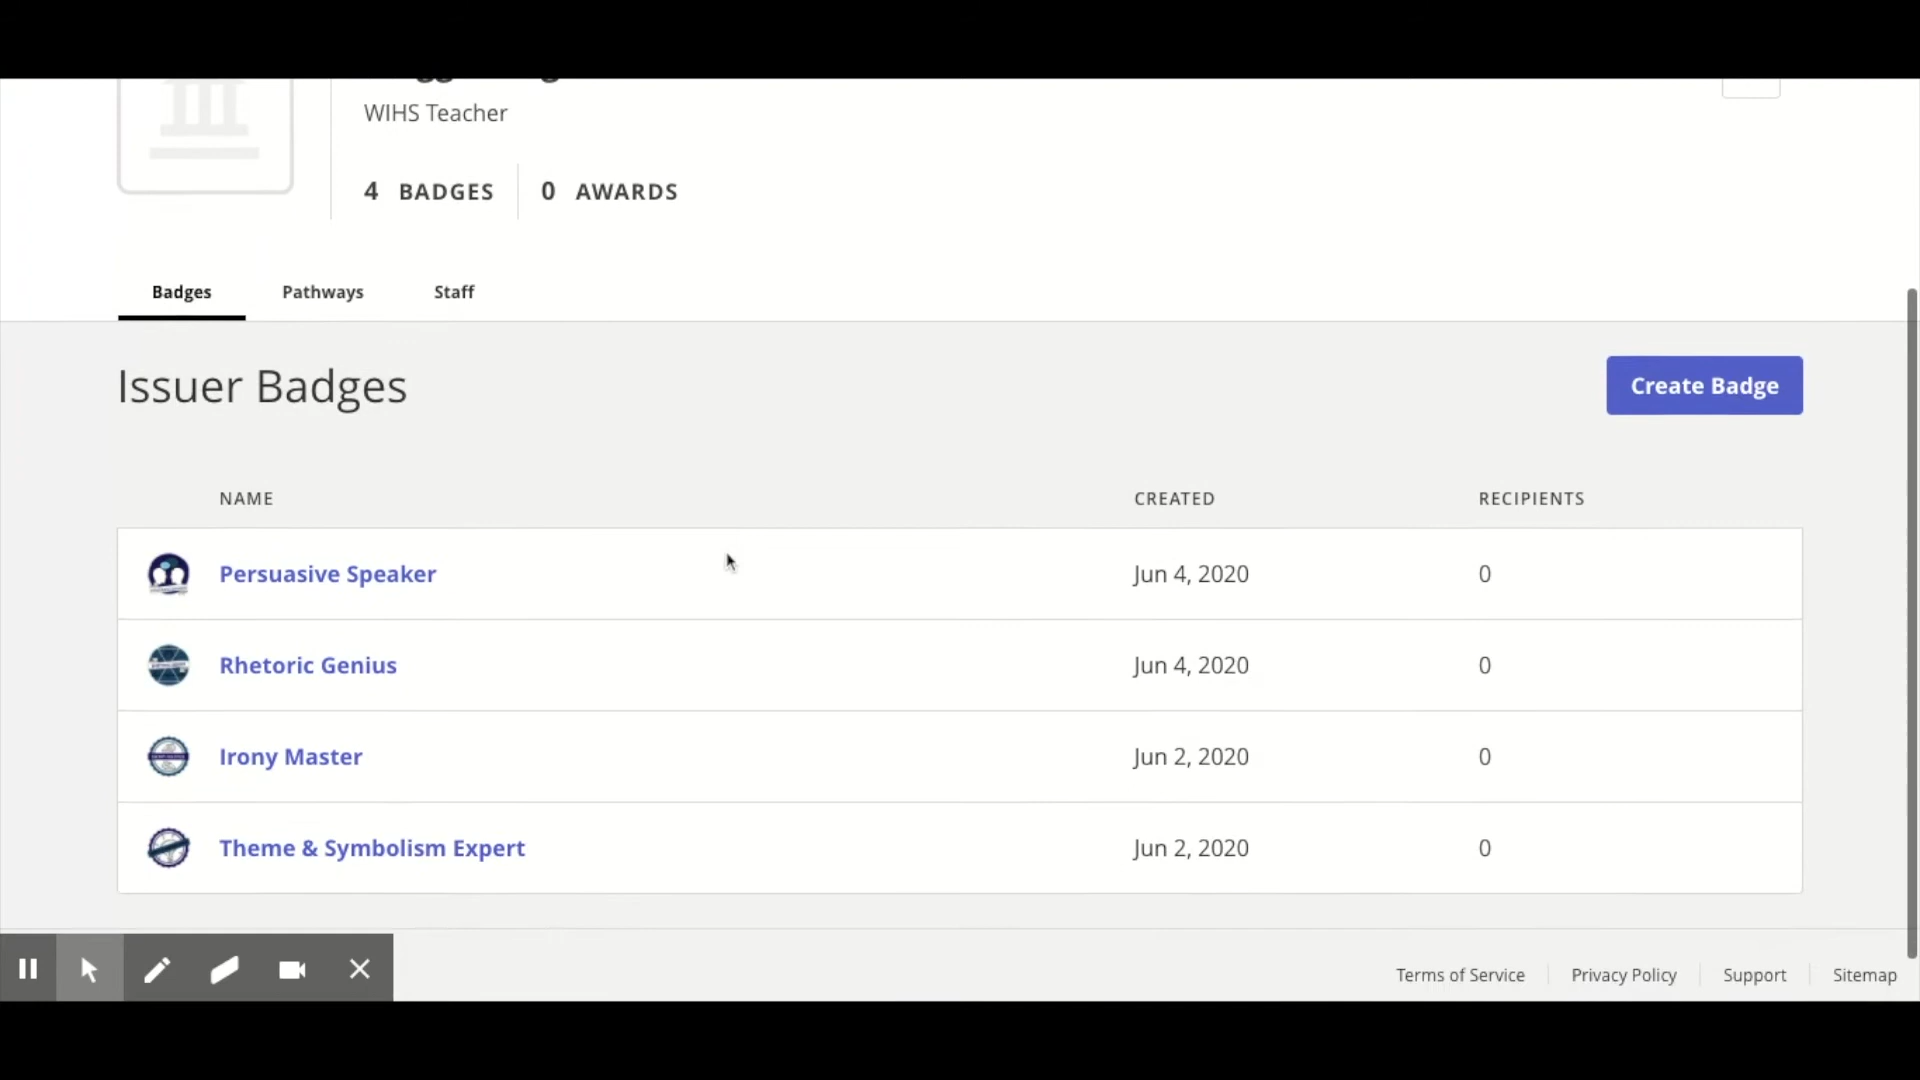 WIHS Teacher
4 BADGES 0 AWARDS
Badges Pathways Staff
Issuer Badges
Create Badge
NAME CREATED RECIPIENTS
Persuasive Speaker Jun 4, 2020 0
Rhetoric Genius Jun 4, 2020 0
Irony Master Jun 2, 2020 0
Theme & Symbolism Expert Jun 2, 2020 0
Terms of Service Privacy Policy Support Sitemap